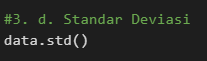 #3. d. Standar Deviasi
data.std()